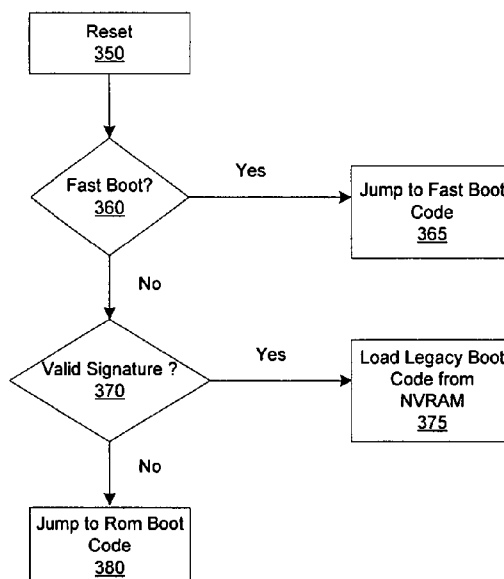 Reset
350
Fast Boot?
360
Yes
Jump to Fast Boot
Code
365
No
Valid Signature ?
370
Yes
Load Legacy Boot
Code from
NVRAM
375
No
Jump to Rom Boot
Code
380